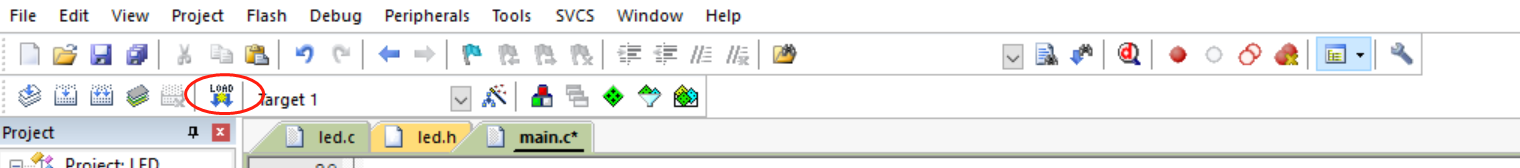 File Edit View Project Flash Debug Peripherals Tools SVCS Window Help
LOAD Target 1
Project led.c led.h main.c*
Project: LED